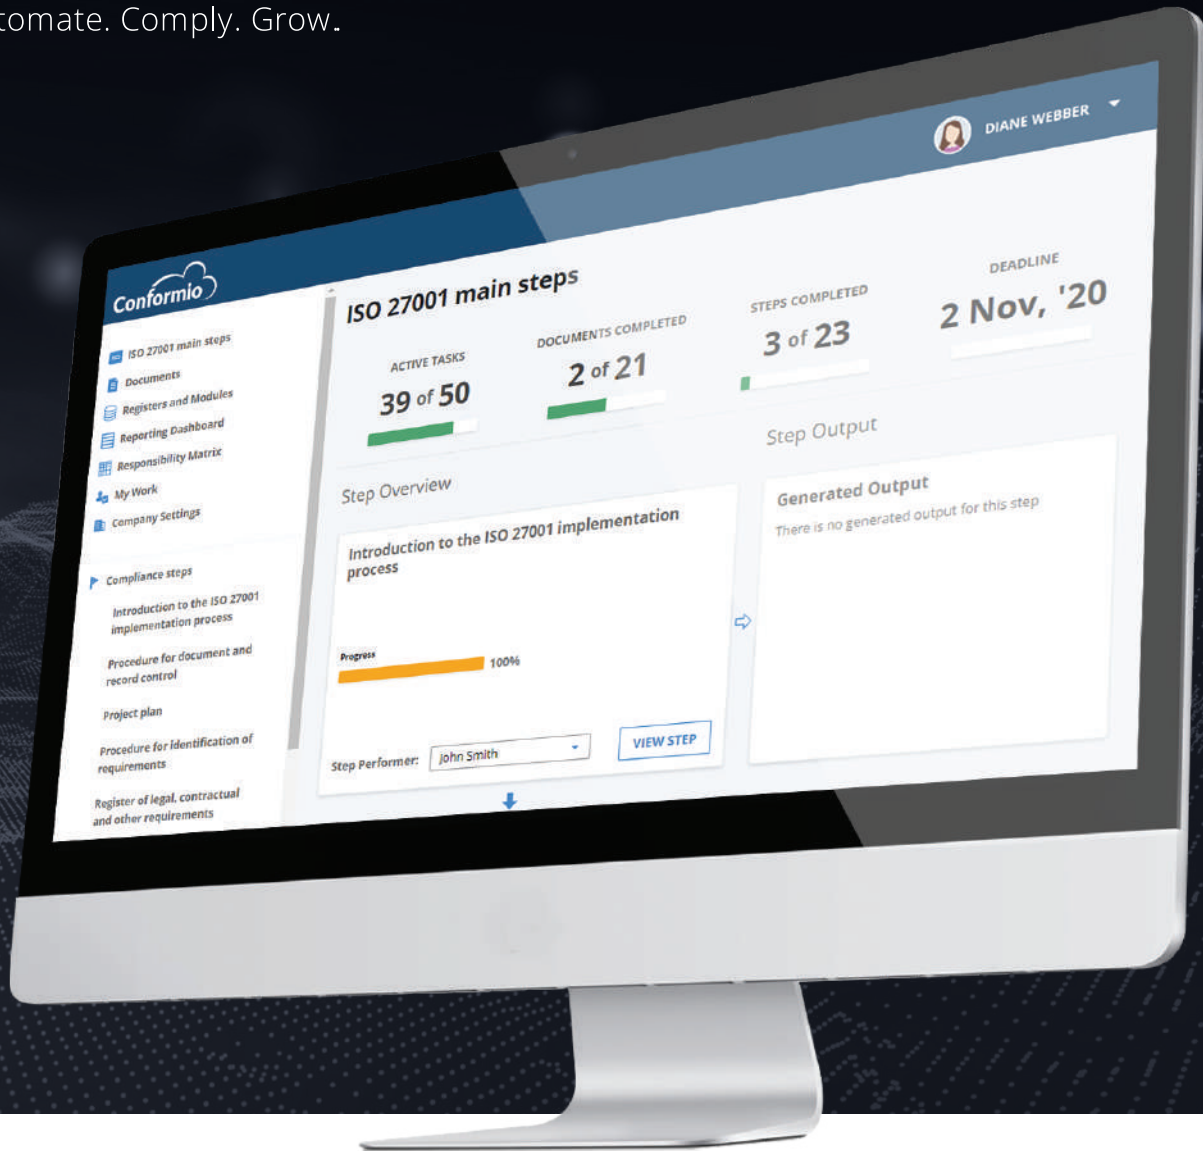 tomate. Comply. Grow.
DIANE WEBBER
Conformio
ISO 27001 main steps
Documents
Registers and Modules
Reporting Dashboard
Responsibility Matrix
My Work
Company Settings
Compliance steps
Introduction to the ISO 27001
implementation process
Procedure for document and
record control
Project plan
Procedure for identification of
requirements
Register of legal, contractual
and other requirements
ISO 27001 main steps
ACTIVE TASKS
39 of 50
DOCUMENTS COMPLETED
2 of 21
STEPS COMPLETED
3 of 23
DEADLINE
2 Nov, '20
Step Overview
Introduction to the ISO 27001 implementation
process
Progress
100%
Step Performer:
John Smith
VIEW STEP
Step Output
Generated Output
There is no generated output for this step